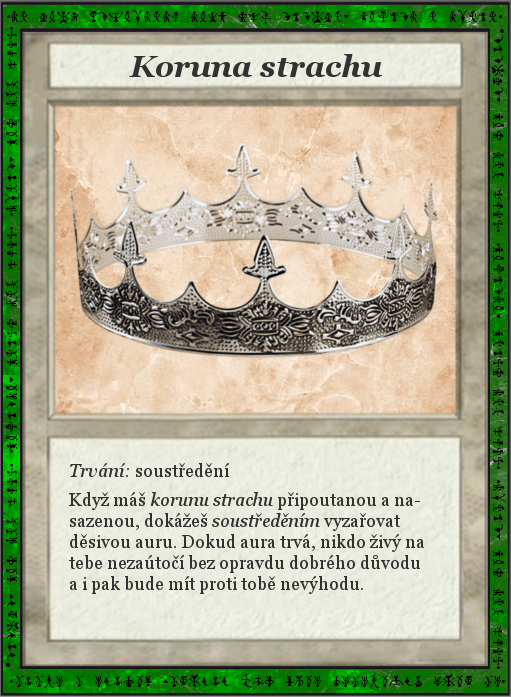 Koruna strachu
Trvání: soustředění
Když máš korunu strachu připoutanou a na-
sazenou, dokážeš soustředěním vyzařovat
děsivou auru. Dokud aura trvá, nikdo živý na
tebe nezaútočí bez opravdu dobrého důvodu
a i pak bude mít proti tobě nevýhodu.